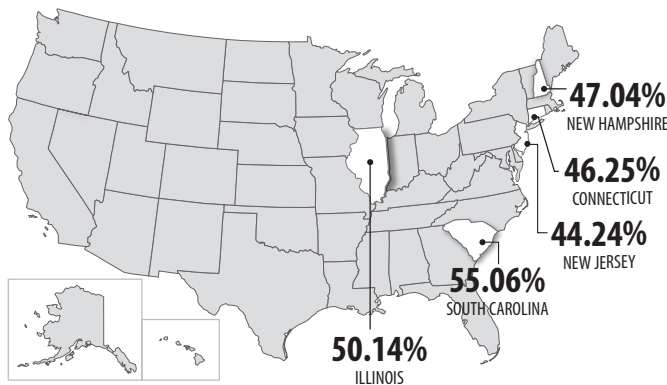 47.04%
NEW HAMPSHIRE
46.25%
CONNECTICUT
44.24%
NEW JERSEY
55.06%
SOUTH CAROLINA
50.14%
ILLINOIS